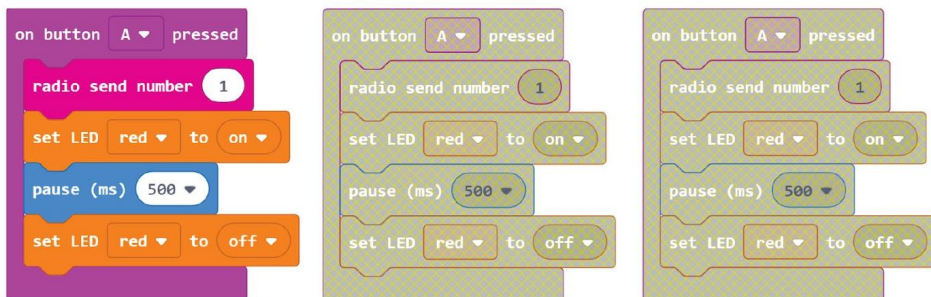 on button A pressed
radio send number 1
set LED red to on
pause (ms) 500
set LED red to off
on button A pressed
radio send number 1
set LED red to on
pause (ms) 500
set LED red to off
on button A pressed
radio send number 1
set LED red to on
pause (ms) 500
set LED red to off